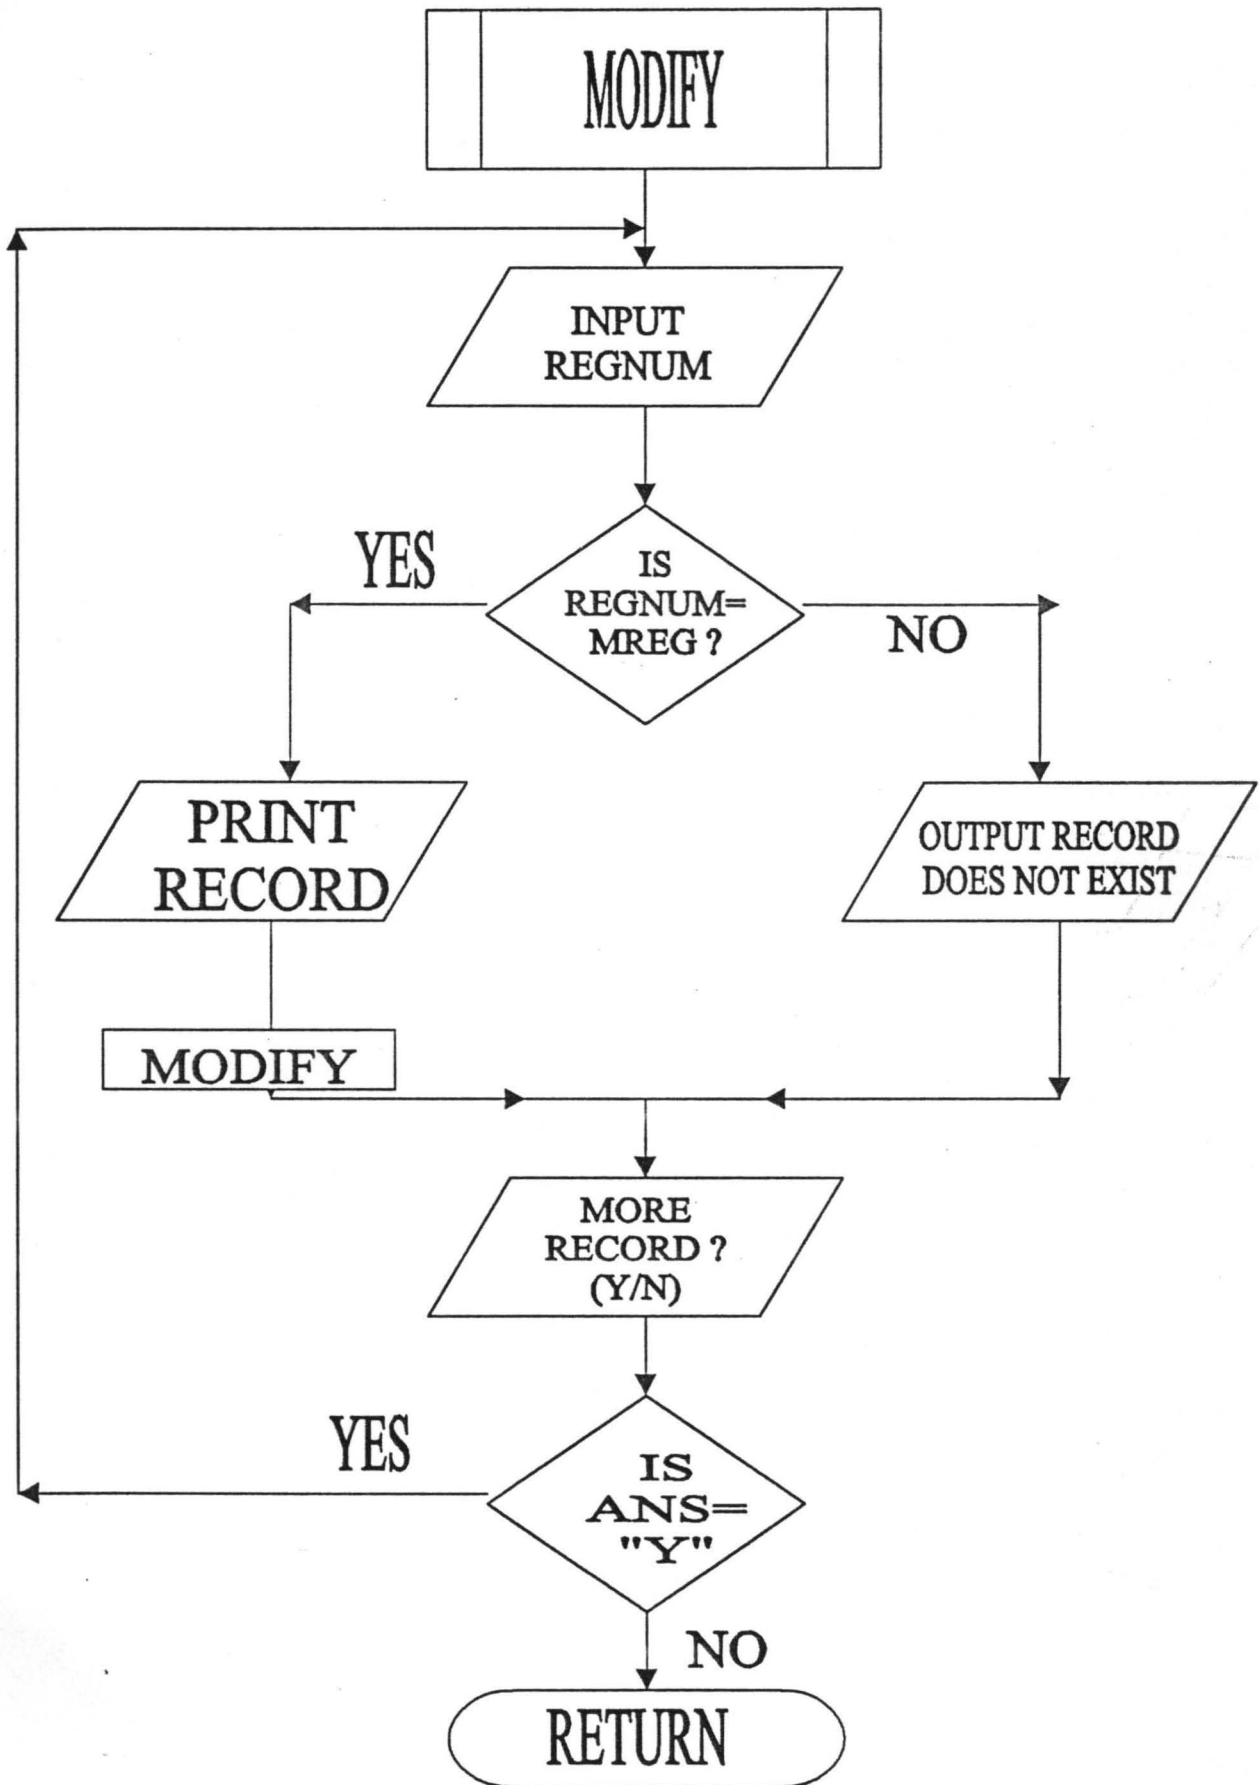 MODIFY
INPUT
REGNUM
IS
REGNUM=
MREG ?
YES
NO
PRINT
RECORD
OUTPUT RECORD
DOES NOT EXIST
MODIFY
MORE
RECORD ?
(Y/N)
IS
ANS=
"Y"
YES
NO
RETURN